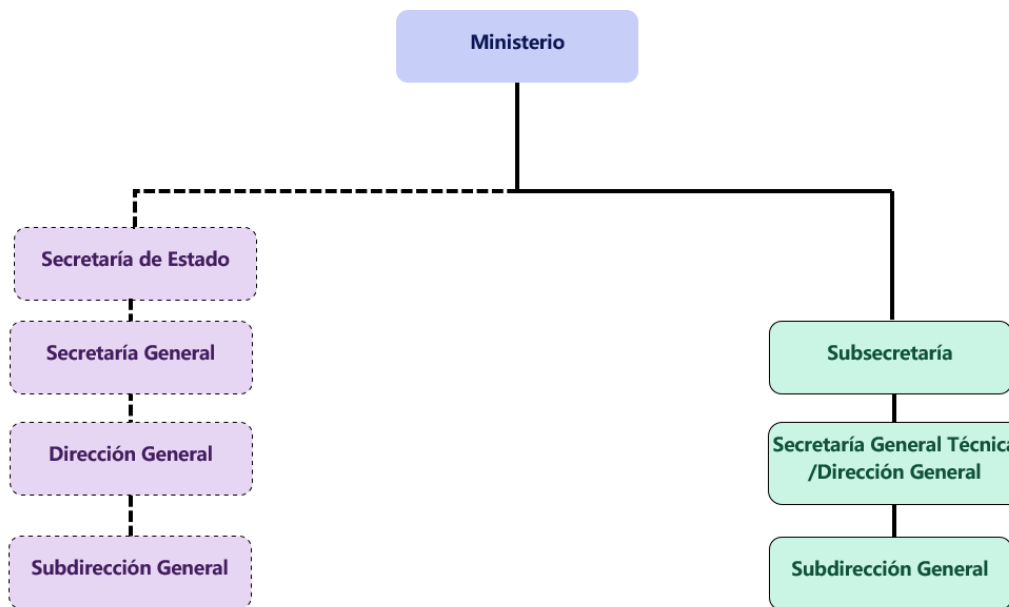 Ministerio
Secretaría de Estado
Secretaría General
Subsecretaría
Dirección General
Secretaría General Técnica
/Dirección General
Subdirección General
Subdirección General